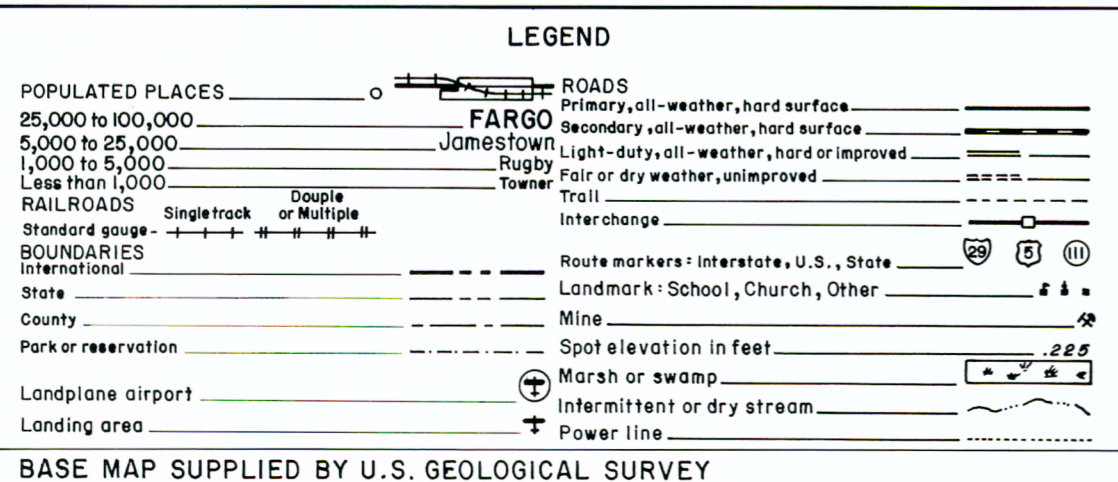 LEGEND
POPULATED PLACES
25,000 to 100,000 FARGO
5,000 to 25,000 Jamestown
1,000 to 5,000 Rugby
Less than 1,000 Towner
RAILROADS
Single track
Douple
or Multiple
Standard gauge-
BOUNDARIES
International
State
County
Park or reservation
Landplane airport
Landing area
ROADS
Primary, all-weather, hard surface
Secondary, all-weather, hard surface
Light-duty, all-weather, hard or improved
Fair or dry weather, unimproved
Trail
Interchange
Route markers: Interstate, U.S., State 29 5 111
Landmark: School, Church, Other
Mine
Spot elevation in feet .225
Marsh or swamp
Intermittent or dry stream
Power line
BASE MAP SUPPLIED BY U.S. GEOLOGICAL SURVEY